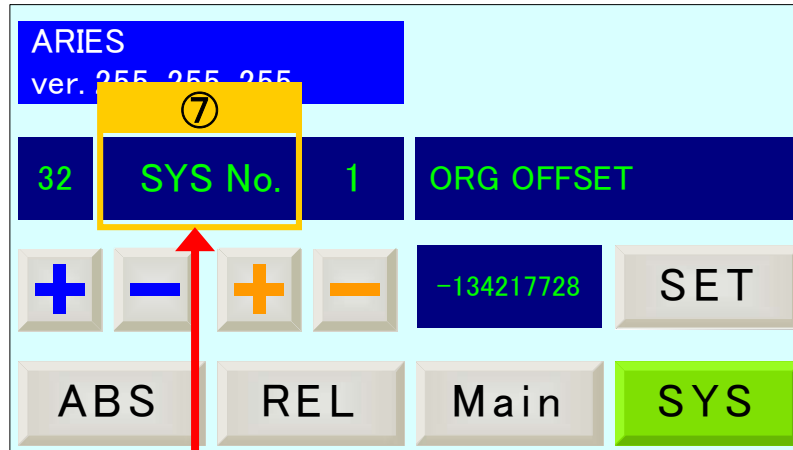 ARIES
ver. 255. 255. 255
⑦
32 SYS No. 1 ORG OFFSET
-134217728 SET
ABS REL Main SYS